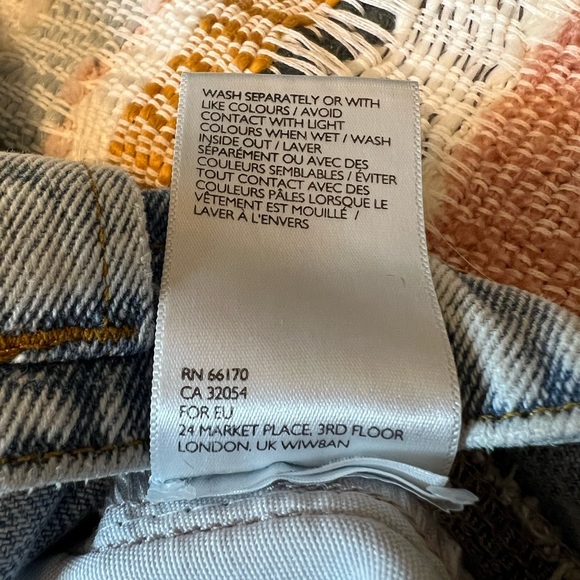 WASH SEPARATELY OR WITH
LIKE COLOURS / AVOID
CONTACT WITH LIGHT
COLOURS WHEN WET / WASH
INSIDE OUT / LAVER
SÉPARÉMENT OU AVEC DES
COULEURS SEMBLABLES / ÉVITER
TOUT CONTACT AVEC DES
COULEURS PÂLES LORSQUE LE
VÊTEMENT EST MOUILLÉ /
LAVER À L'ENVERS
RN 66170
CA 32054
FOR EU
24 MARKET PLACE, 3RD FLOOR
LONDON, UK W1W8AN